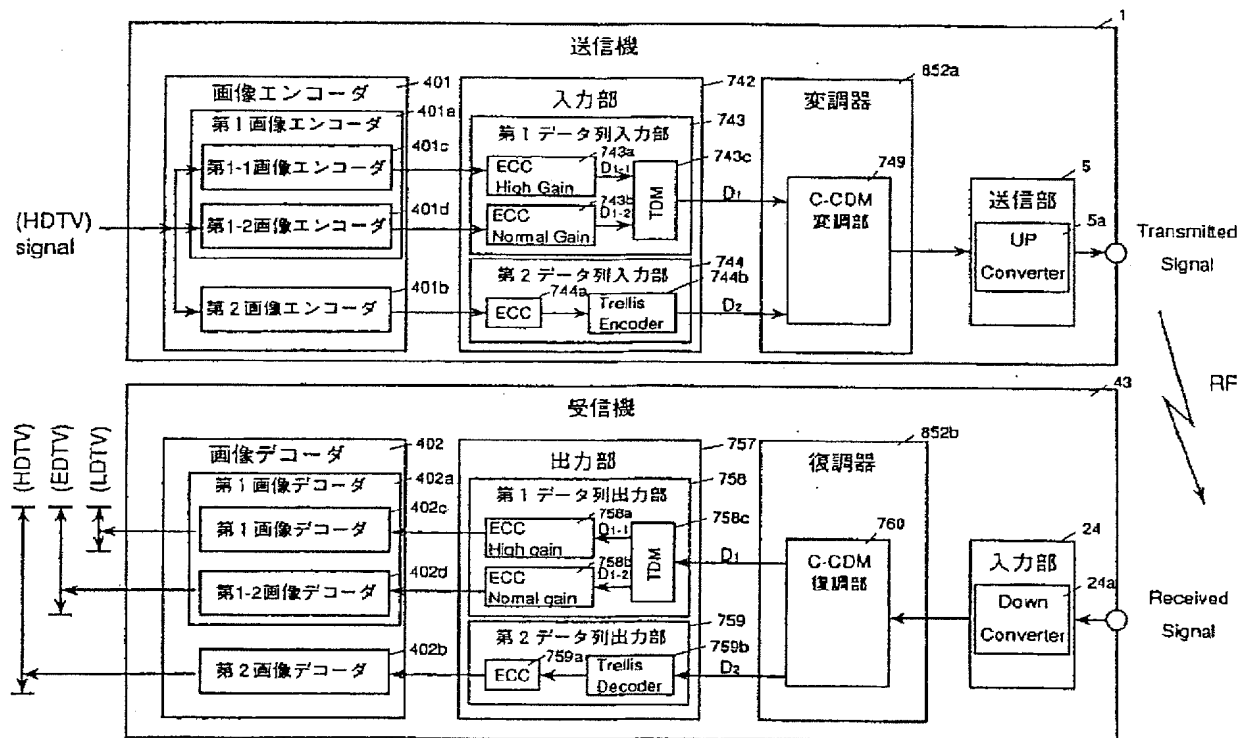 1
送信機
画像エンコーダ
401
第1画像エンコーダ
401a
第1-1画像エンコーダ
401c
第1-2画像エンコーダ
401d
第2画像エンコーダ
401b
(HDTV)
signal
入力部
742
第1データ列入力部
743
ECC
High Gain
743a
D1-1
ECC
Normal Gain
743b
D1-2
TDM
743c
第2データ列入力部
744
ECC
744a
Trellis
Encoder
744b
D1
D2
変調器
852a
C-CDM
変調部
749
送信部
5
UP
Converter
5a
Transmitted
Signal
RF
43
受信機
(HDTV)
(EDTV)
(LDTV)
画像デコーダ
402
第1画像デコーダ
402a
第1画像デコーダ
402c
第1-2画像デコーダ
402d
第2画像デコーダ
402b
出力部
757
第1データ列出力部
758
ECC
High gain
758a
D1-1
ECC
Nomal gain
758b
D1-2
TDM
758c
第2データ列出力部
759
ECC
759a
Trellis
Decoder
759b
D1
D2
復調器
852b
C-CDM
復調部
760
入力部
24
Down
Converter
24a
Received
Signal